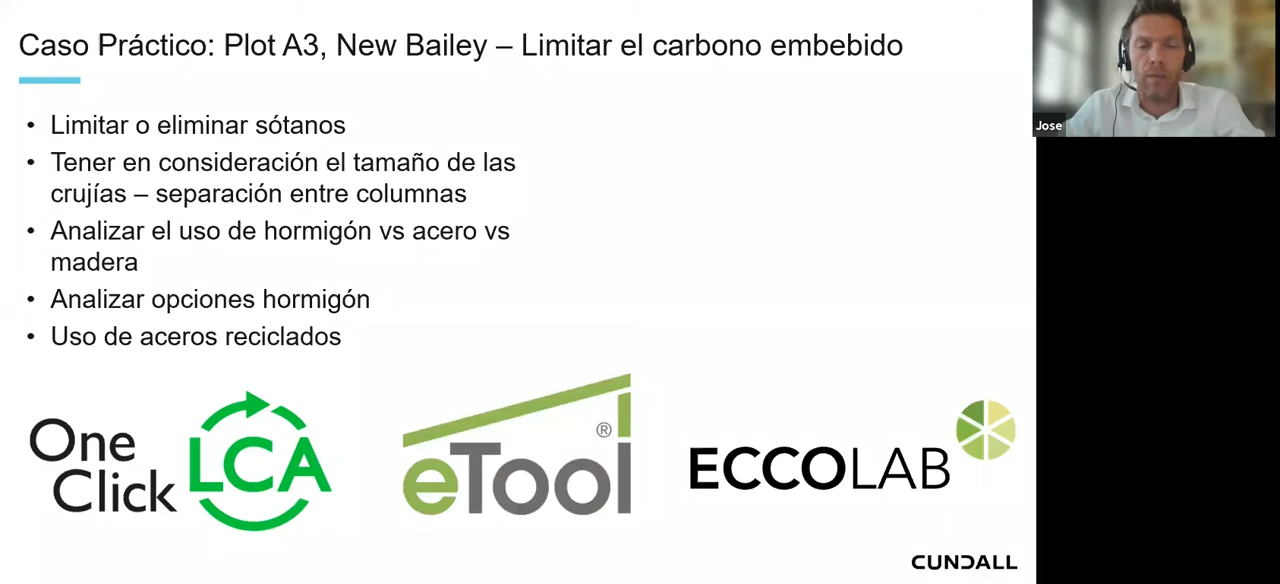 Caso Práctico: Plot A3, New Bailey – Limitar el carbono embebido
• Limitar o eliminar sótanos
• Tener en consideración el tamaño de las
crujías – separación entre columnas
• Analizar el uso de hormigón vs acero vs
madera
• Analizar opciones hormigón
• Uso de aceros reciclados
One
Click
LCA
eTool
®
ECCOLAB
CUNDALL
Jose